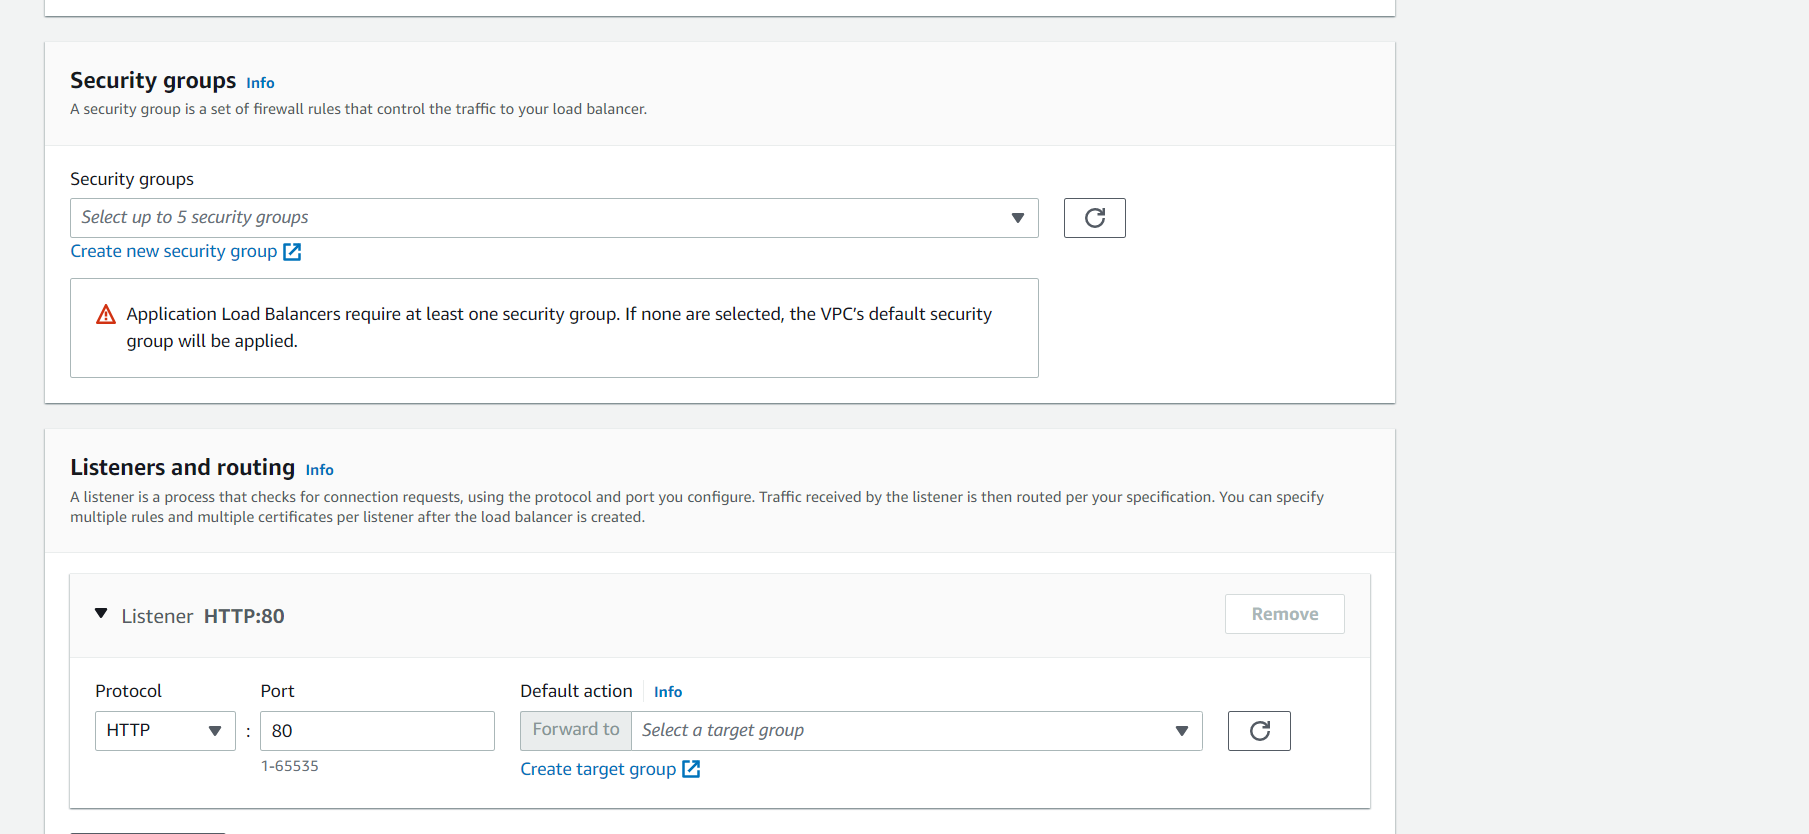 Security groups Info
A security group is a set of firewall rules that control the traffic to your load balancer.
Security groups
Select up to 5 security groups
Create new security group
Application Load Balancers require at least one security group. If none are selected, the VPC’s default security
group will be applied.
Listeners and routing Info
A listener is a process that checks for connection requests, using the protocol and port you configure. Traffic received by the listener is then routed per your specification. You can specify
multiple rules and multiple certificates per listener after the load balancer is created.
Listener HTTP:80
Remove
Protocol
Port
Default action Info
HTTP
:
80
Forward to Select a target group
1-65535
Create target group